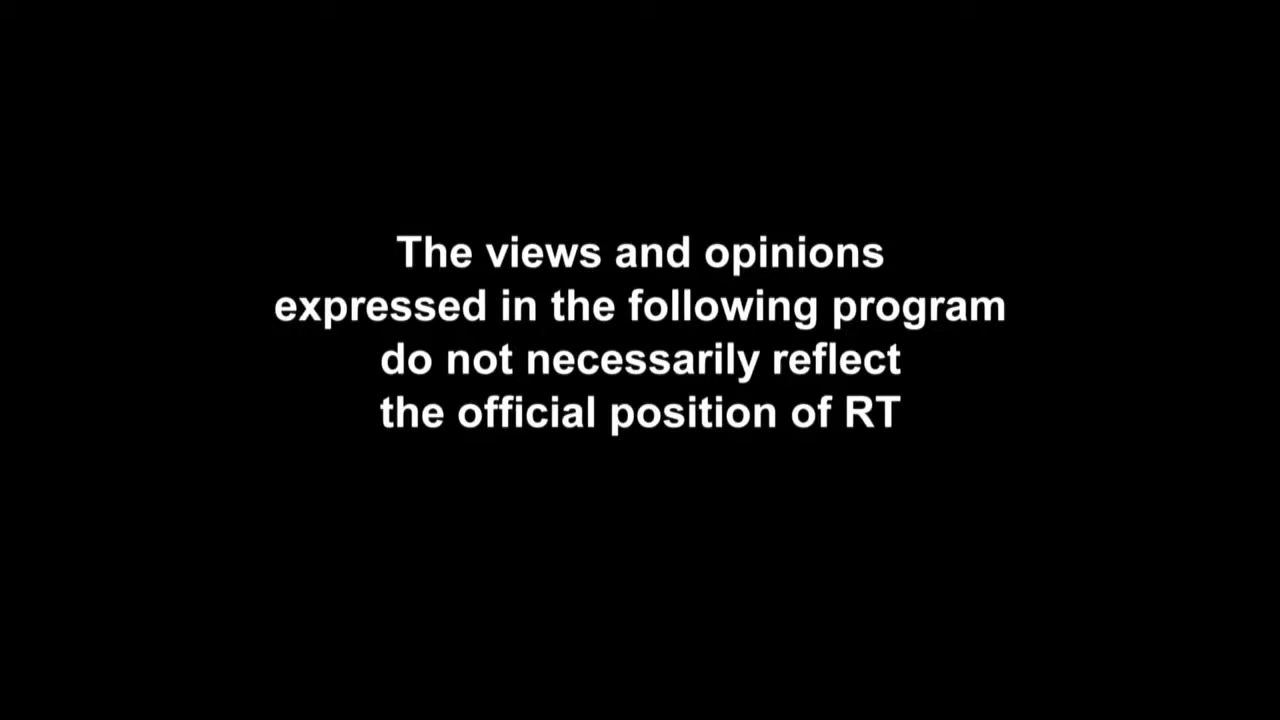 The views and opinions
expressed in the following program
do not necessarily reflect
the official position of RT